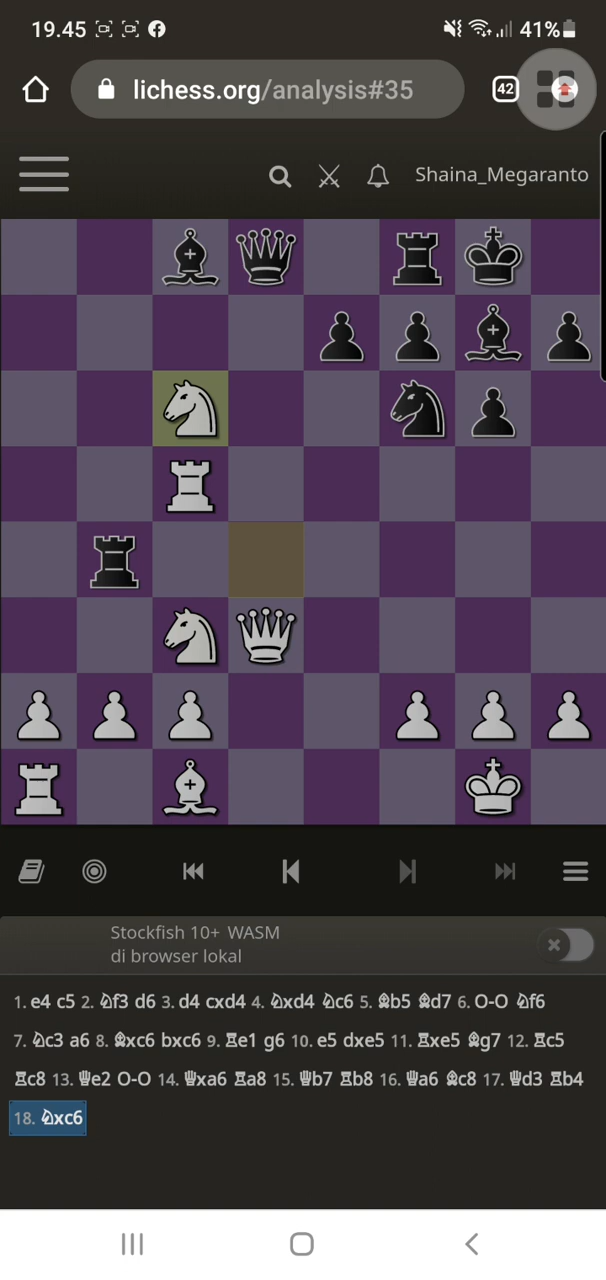 19.45 41%
lichess.org/analysis#35 42
Shaina_Megaranto
Stockfish 10+ WASM
di browser lokal
1. e4 c5 2. ♘f3 d6 3. d4 cxd4 4. ♘xd4 ♘c6 5. ♗b5 ♗d7 6. O-O ♘f6
7. ♘c3 a6 8. ♗xc6 bxc6 9. ♖e1 g6 10. e5 dxe5 11. ♖xe5 ♗g7 12. ♖c5
♖c8 13. ♕e2 O-O 14. ♕xa6 ♖a8 15. ♕b7 ♖b8 16. ♕a6 ♗c8 17. ♕d3 ♖b4
18. ♘xc6